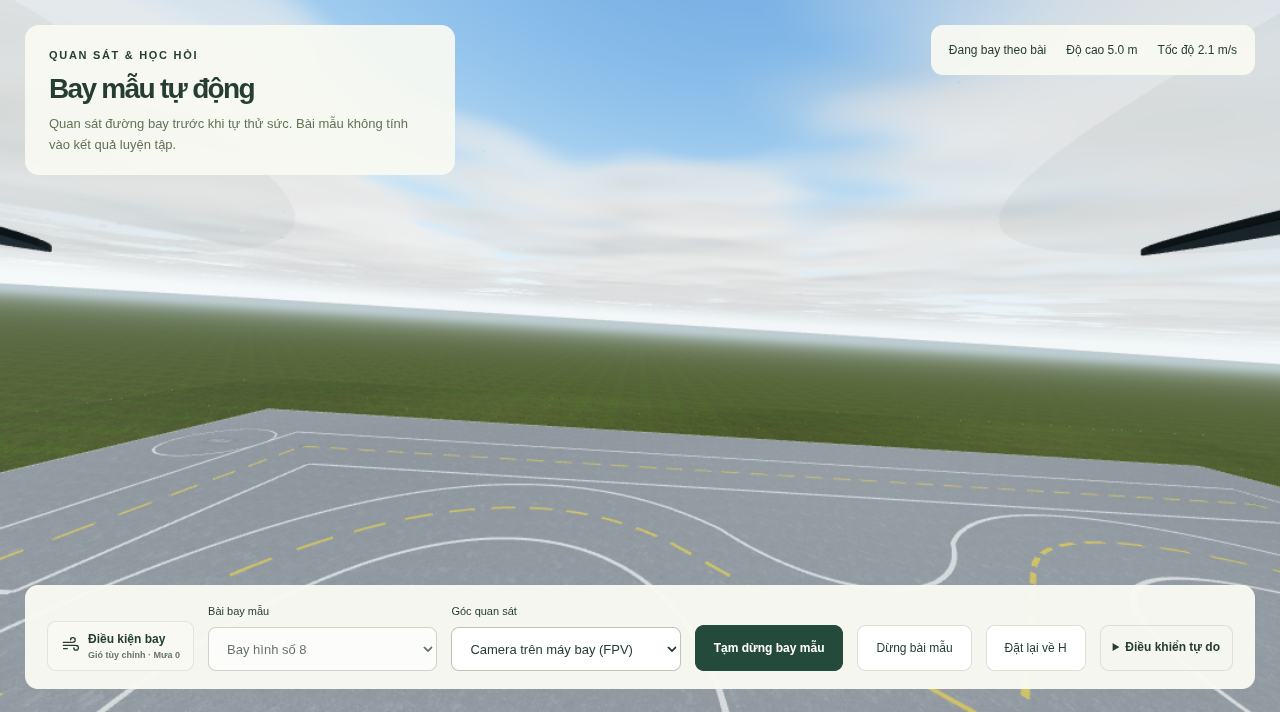 QUAN SÁT & HỌC HỎI
Bay mẫu tự động
Quan sát đường bay trước khi tự thử sức. Bài mẫu không tính
vào kết quả luyện tập.
Đang bay theo bài Độ cao 5.0 m Tốc độ 2.1 m/s
Điều kiện bay
Gió tùy chỉnh · Mưa 0
Bài bay mẫu
Bay hình số 8
Góc quan sát
Camera trên máy bay (FPV)
Tạm dừng bay mẫu
Dừng bài mẫu
Đặt lại về H
Điều khiển tự do